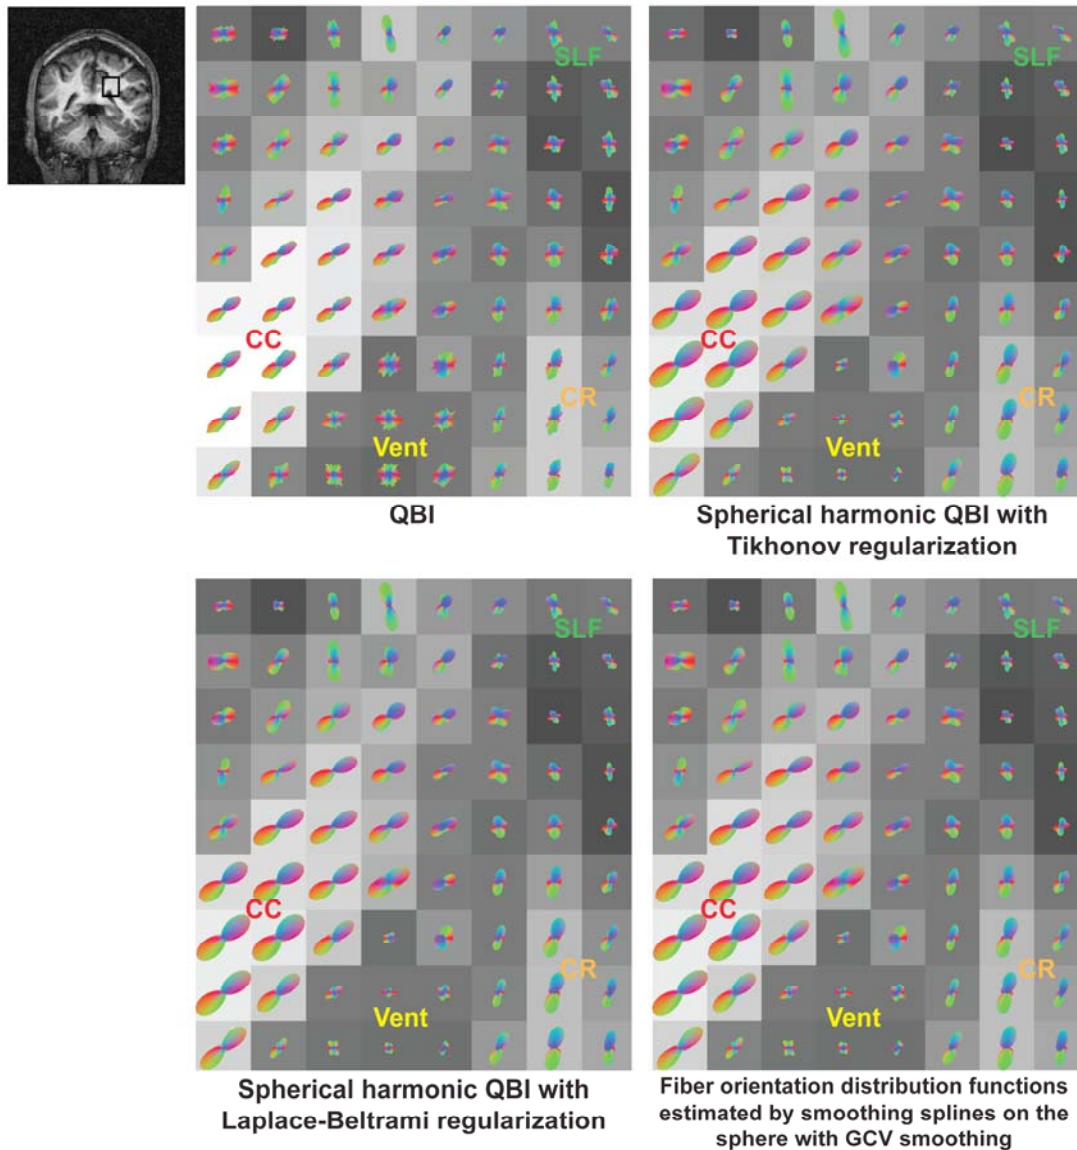 SLF
CC
CR
Vent
QBI
SLF
CC
CR
Vent
Spherical harmonic QBI with
Tikhonov regularization
CC
CR
Vent
Spherical harmonic QBI with
Laplace-Beltrami regularization
SLF
CC
CR
Vent
Fiber orientation distribution functions
estimated by smoothing splines on the
sphere with GCV smoothing